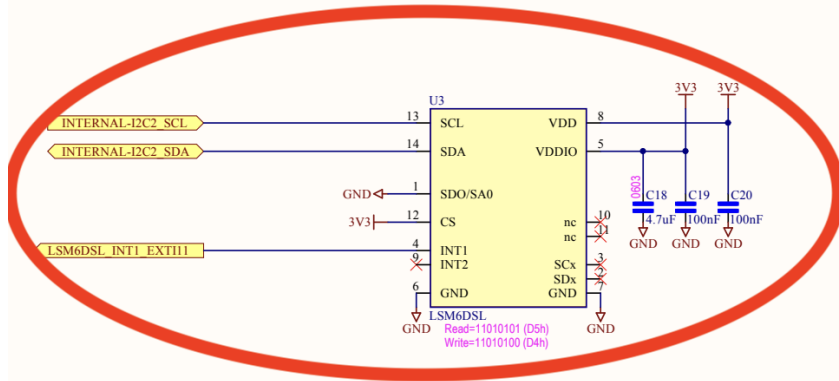 3V3 3V3
U3
INTERNAL-I2C2_SCL 13 SCL VDD 8
INTERNAL-I2C2_SDA 14 SDA VDDIO 5
0603
GND 1 SDO/SA0 C18 C19 C20
3V3 12 CS nc 10 4.7uF 100nF 100nF
nc 11 GND GND GND
LSM6DSL_INT1_EXTI11 4 INT1
9 INT2 SCx 3
SDx 2
6 GND GND 7
GND LSM6DSL GND
Read=11010101 (D5h)
Write=11010100 (D4h)